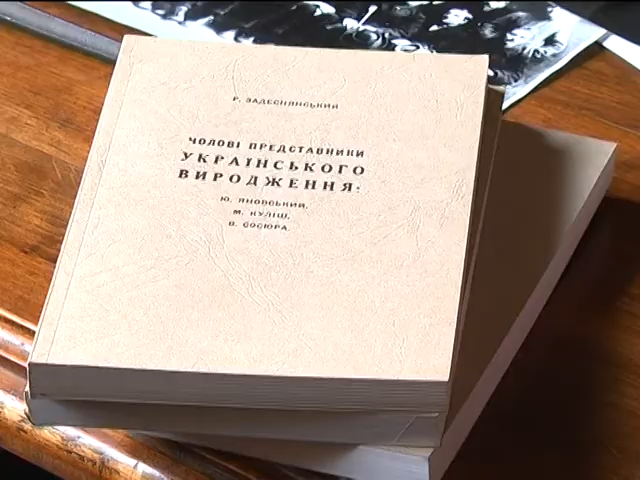 Р. ЗАДЕСНЯНСЬКИЙ
ЧОЛОВІ ПРЕДСТАВНИКИ
УКРАЇНСЬКОГО
ВИРОДЖЕННЯ:
Ю. ЯНОВСЬКИЙ,
М. КУЛІШ,
В. СОСЮРА